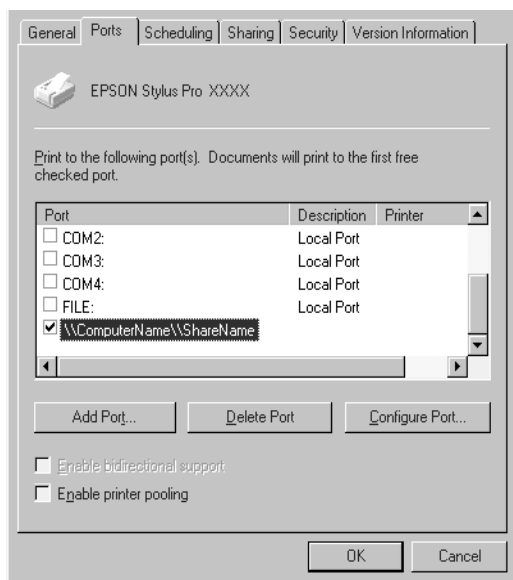 General Ports Scheduling Sharing Security Version Information
EPSON Stylus Pro XXXX
Print to the following port(s). Documents will print to the first free
checked port.
Port Description Printer
COM2: Local Port
COM3: Local Port
COM4: Local Port
FILE: Local Port
\\ComputerName\\ShareName
Add Port... Delete Port Configure Port...
Enable bidirectional support
Enable printer pooling
OK Cancel